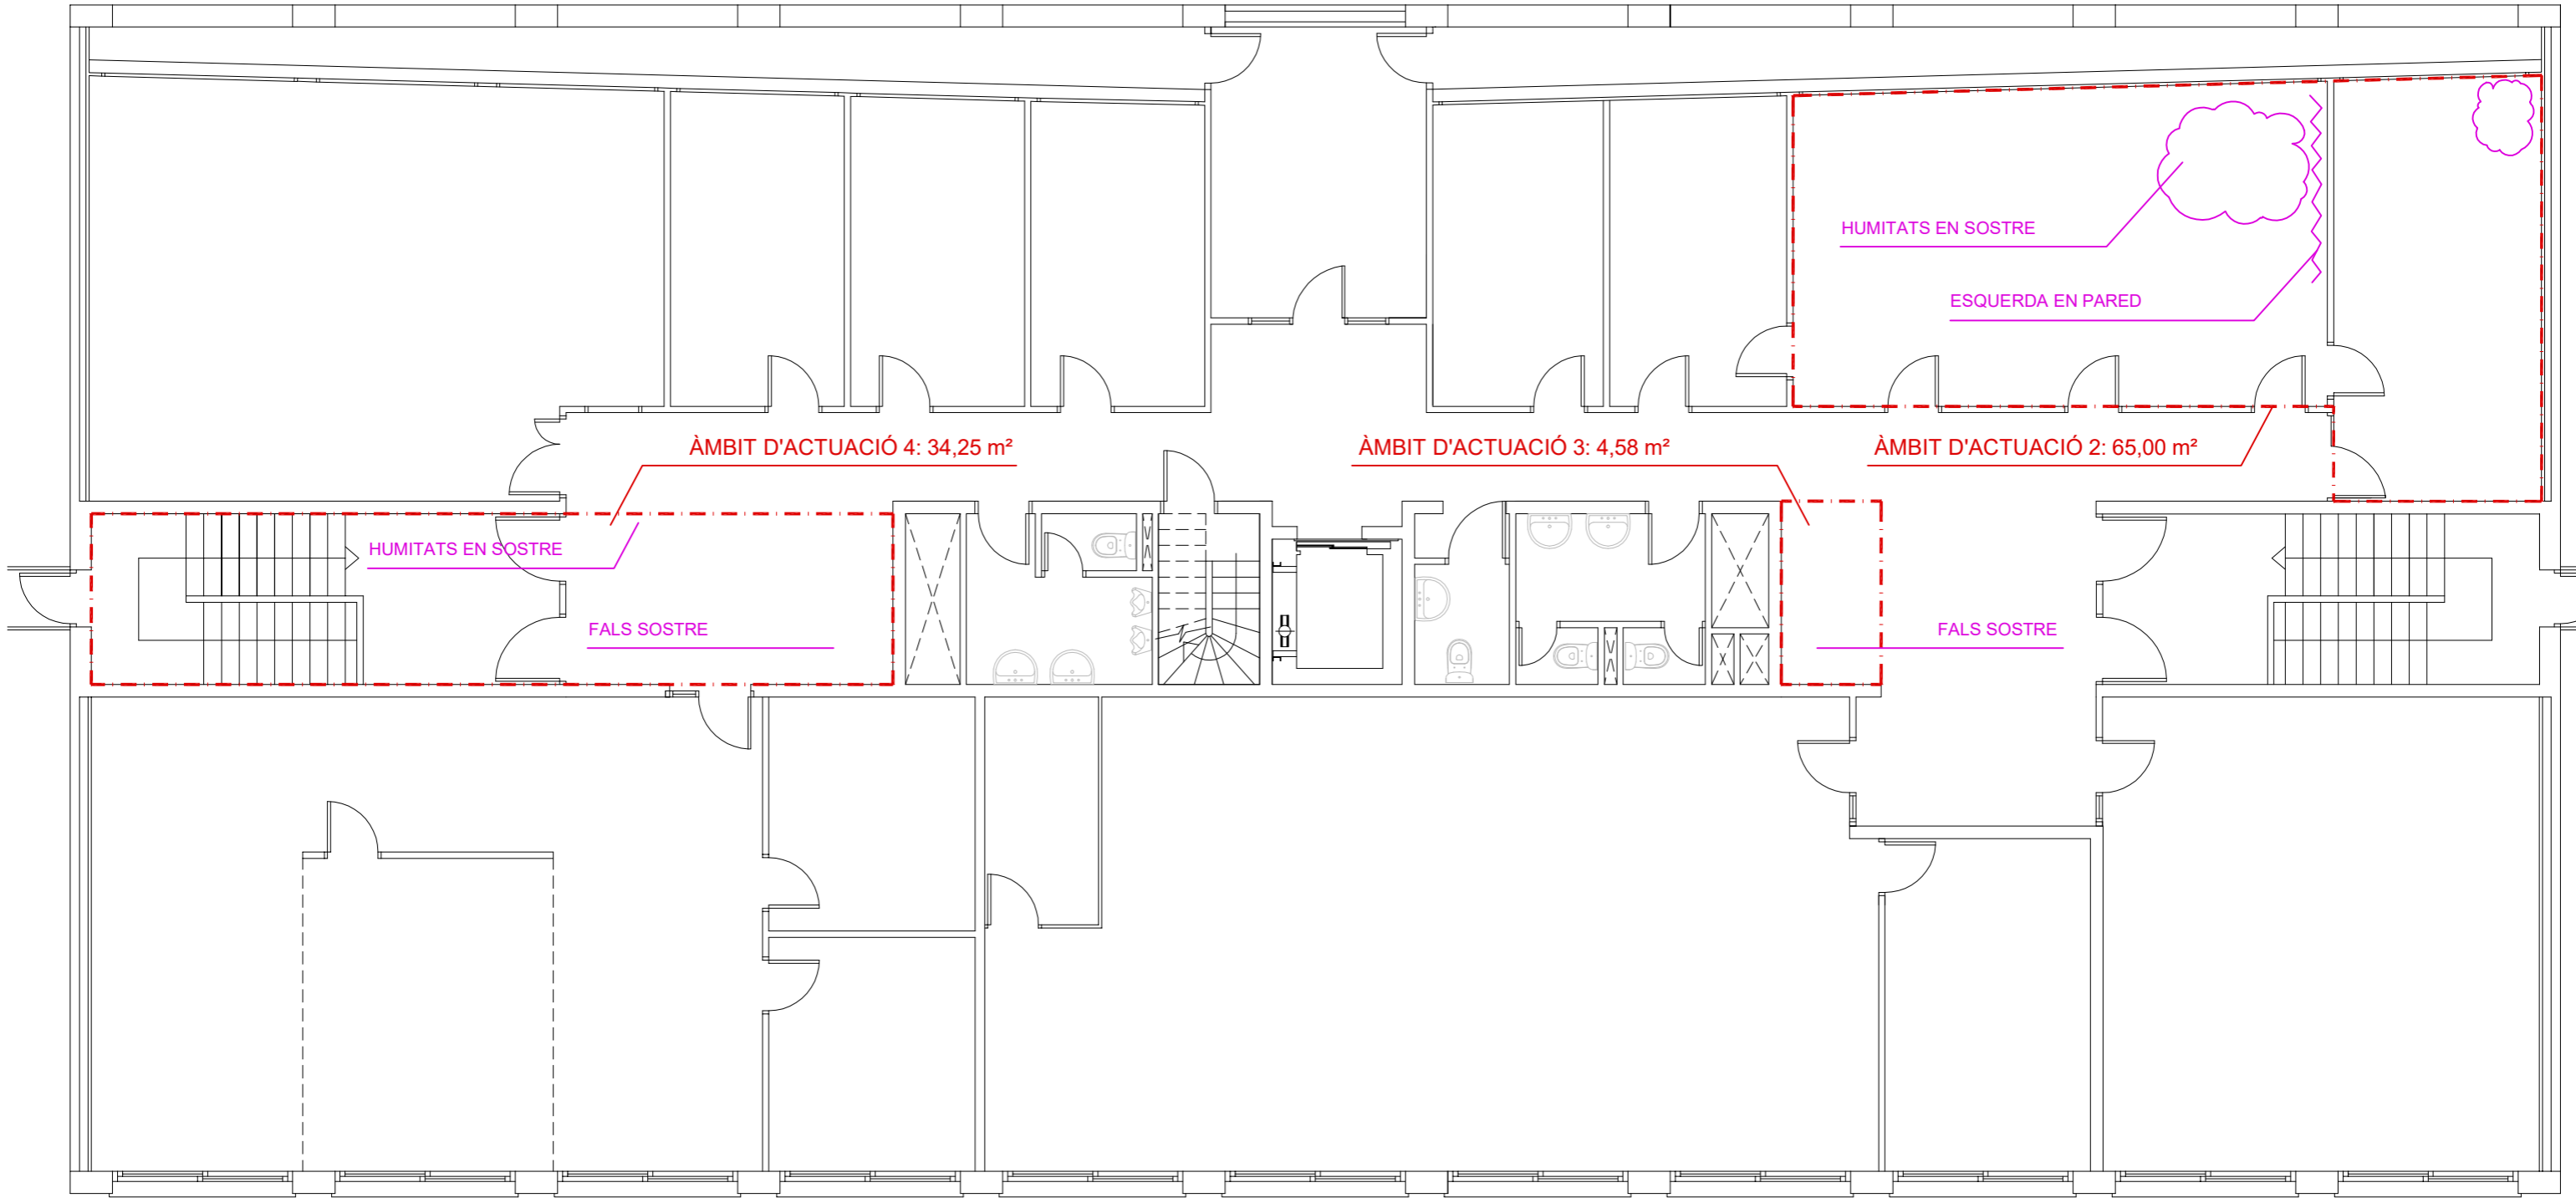 HUMITATS EN SOSTRE
ESQUERDA EN PARED
ÀMBIT D'ACTUACIÓ 4: 34,25 m²
ÀMBIT D'ACTUACIÓ 3: 4,58 m²
ÀMBIT D'ACTUACIÓ 2: 65,00 m²
HUMITATS EN SOSTRE
FALS SOSTRE
FALS SOSTRE